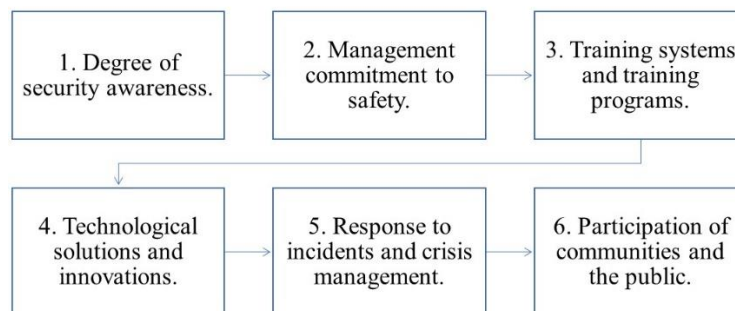 1. Degree of
security awareness.
2. Management
commitment to
safety.
3. Training systems
and training
programs.
4. Technological
solutions and
innovations.
5. Response to
incidents and crisis
management.
6. Participation of
communities and
the public.